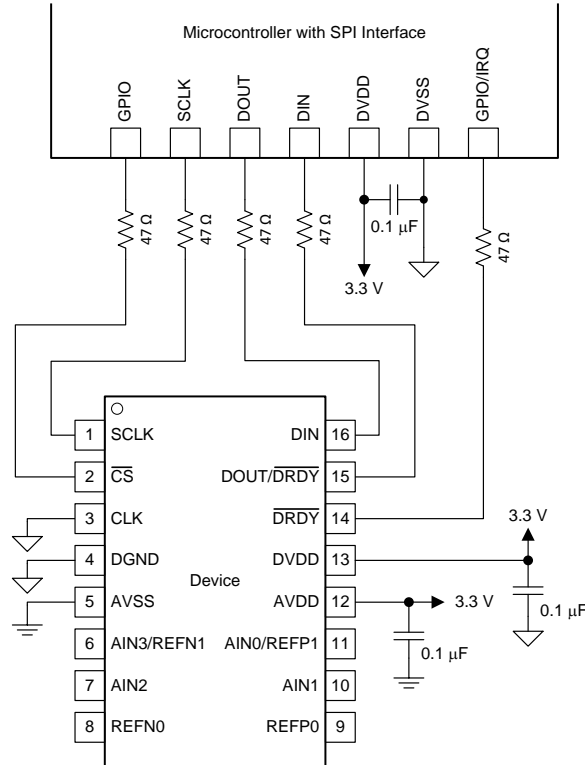 Microcontroller with SPI Interface
GPIO
SCLK
DOUT
DIN
DVDD
DVSS
GPIO/IRQ
47 Ω
47 Ω
47 Ω
47 Ω
0.1 μF
47 Ω
3.3 V
1 SCLK
DIN 16
2 CS
DOUT/DRDY 15
3 CLK
DRDY 14
3.3 V
4 DGND
DVDD 13
Device
5 AVSS
AVDD 12
3.3 V
0.1 μF
6 AIN3/REFN1
AIN0/REFP1 11
0.1 μF
7 AIN2
AIN1 10
8 REFN0
REFP0 9